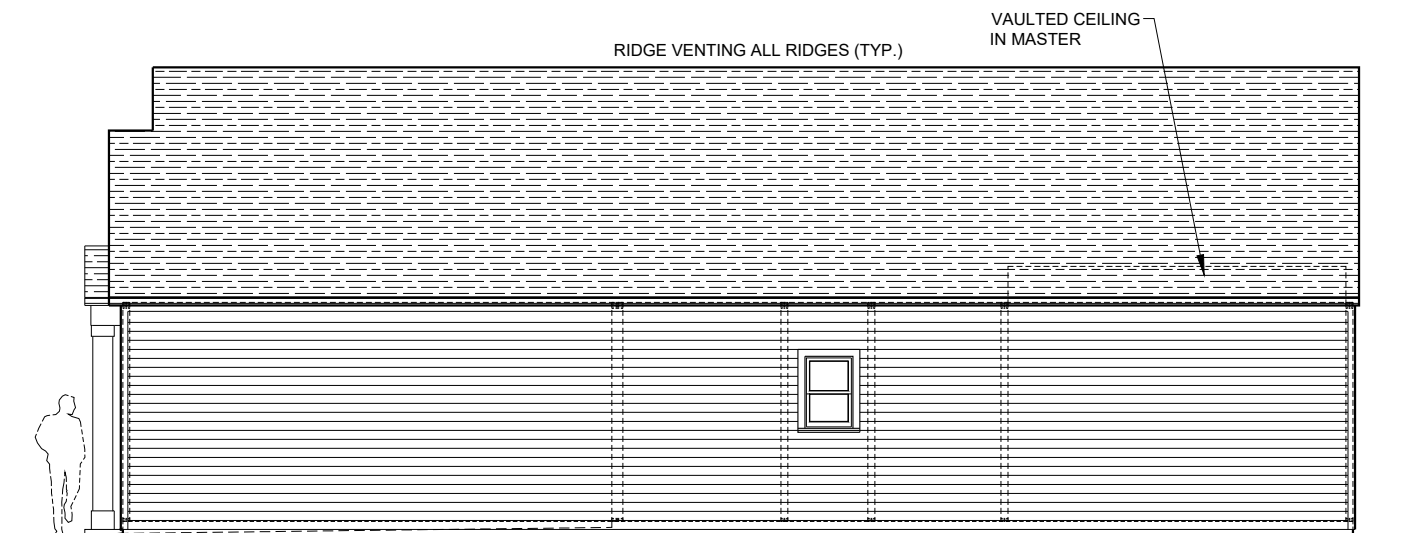 VAULTED CEILING
IN MASTER
RIDGE VENTING ALL RIDGES (TYP.)